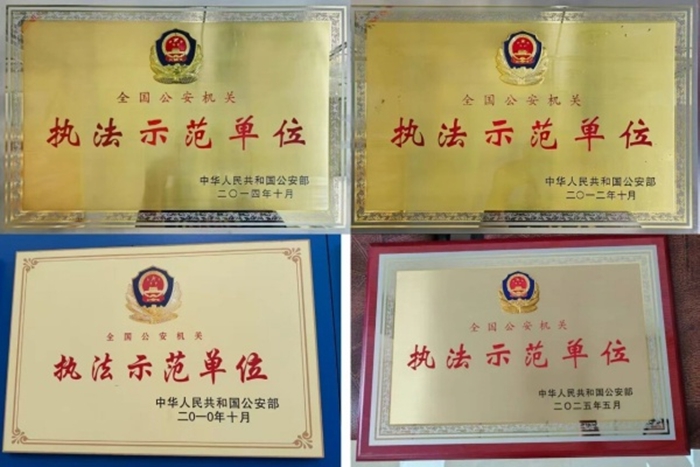 全国公安机关
执法示范单位
中华人民共和国公安部
二〇一四年十月
全国公安机关
执法示范单位
中华人民共和国公安部
二〇一二年十月
全国公安机关
执法示范单位
中华人民共和国公安部
二0一0年十月
全国公安机关
执法示范单位
中华人民共和国公安部
二〇二五年五月